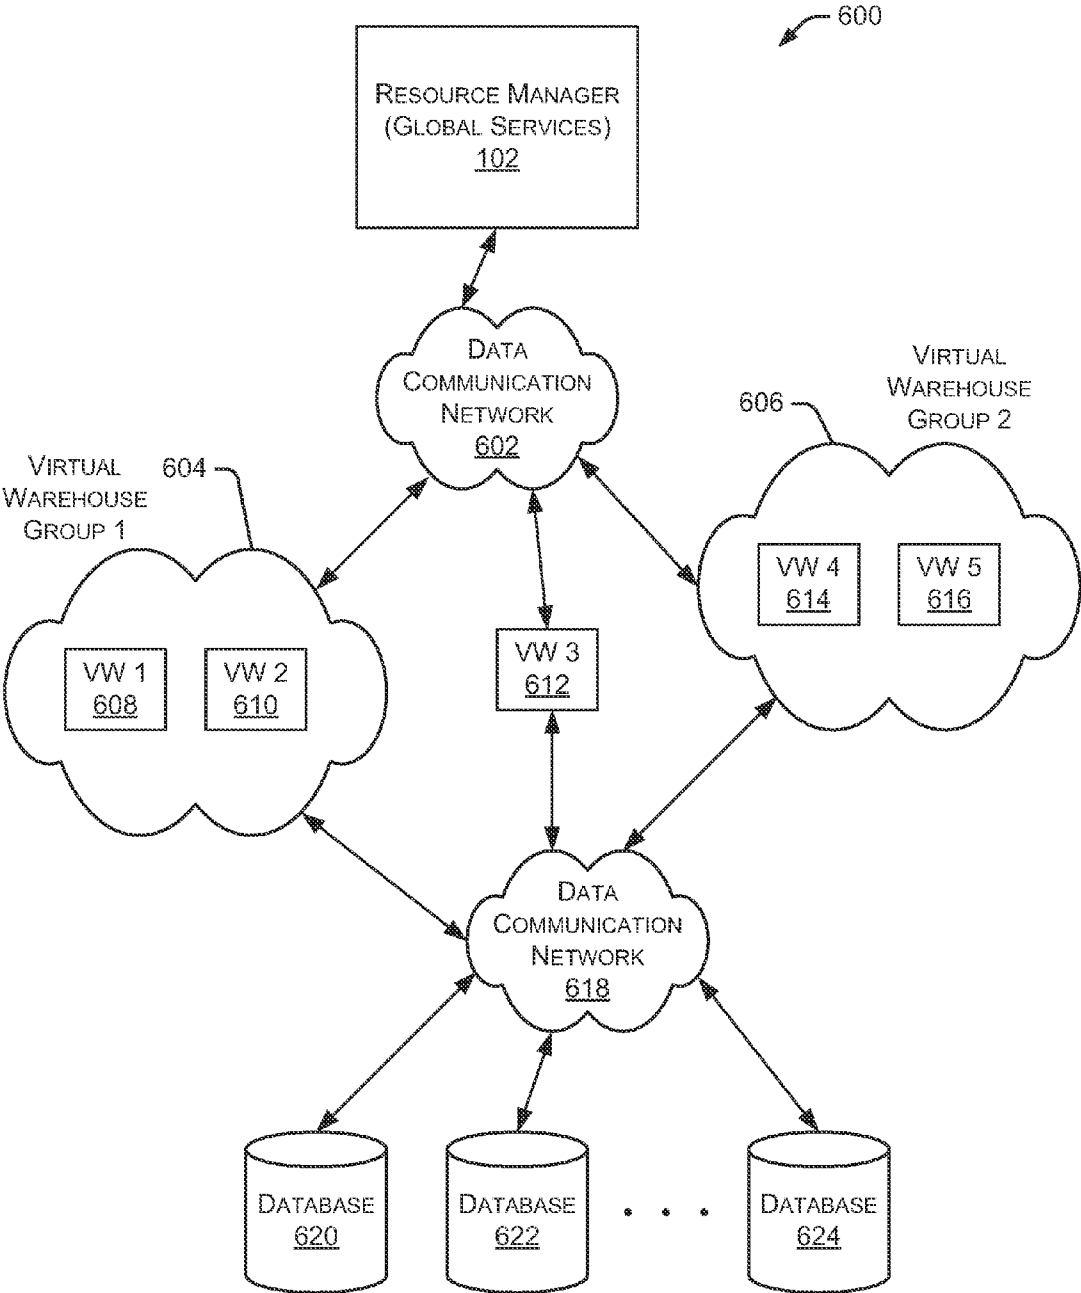 600
RESOURCE MANAGER
(GLOBAL SERVICES)
102
DATA
COMMUNICATION
NETWORK
602
VIRTUAL
WAREHOUSE
GROUP 2
606
VIRTUAL
WAREHOUSE
GROUP 1
604
VW 4
614
VW 5
616
VW 1
608
VW 2
610
VW 3
612
DATA
COMMUNICATION
NETWORK
618
DATABASE
620
DATABASE
622
. . .
DATABASE
624